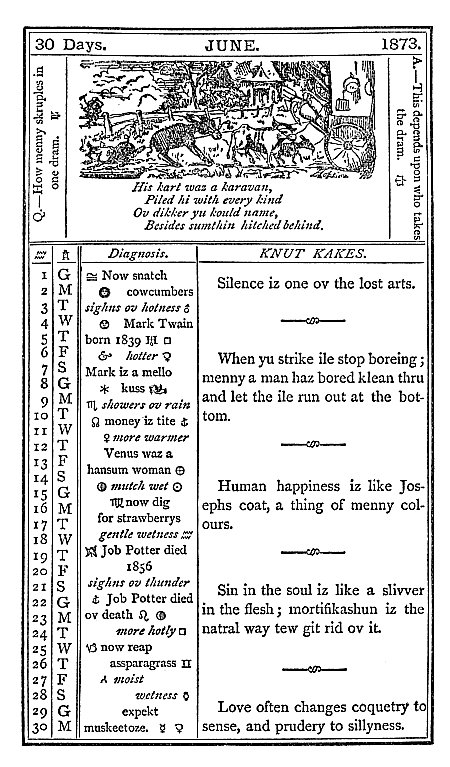 30 Days.
JUNE.
1873.
Q.—How menny skruples in
one dram. ♏
A.—This depends upon who takes
the dram. ♎
His kart waz a karavan,
Piled hi with every kind
Ov dikker yu kould name,
Besides sumthin hitched behind.
Diagnosis.
KNUT KAKES.
1 G
2 M
3 T
4 W
5 T
6 F
7 S
8 G
9 M
10 T
11 W
12 T
13 F
14 S
15 G
16 M
17 T
18 W
19 T
20 F
21 S
22 G
23 M
24 T
25 W
26 T
27 F
28 S
29 G
30 M
Now snatch
cowcumbers
sighns ov hotness
Mark Twain
born 1839
hotter ♀
Mark iz a mello
kuss
♏ showers ov rain
☊ money iz tite
♀ more warmer
Venus waz a
hansum woman
mutch wet ☉
now dig
for strawberrys
gentle wetness
Job Potter died
1856
sighns ov thunder
Job Potter died
ov death
more hotly □
now reap
assparagrass ♊
moist
wetness
expekt
muskeetoze. ☿ ♀
Silence iz one ov the lost arts.
When yu strike ile stop boreing;
menny a man haz bored klean thru
and let the ile run out at the bot-
tom.
Human happiness iz like Jos-
ephs coat, a thing of menny col-
ours.
Sin in the soul iz like a slivver
in the flesh; mortifikashun iz the
natral way tew git rid ov it.
Love often changes coquetry to
sense, and prudery to sillyness.